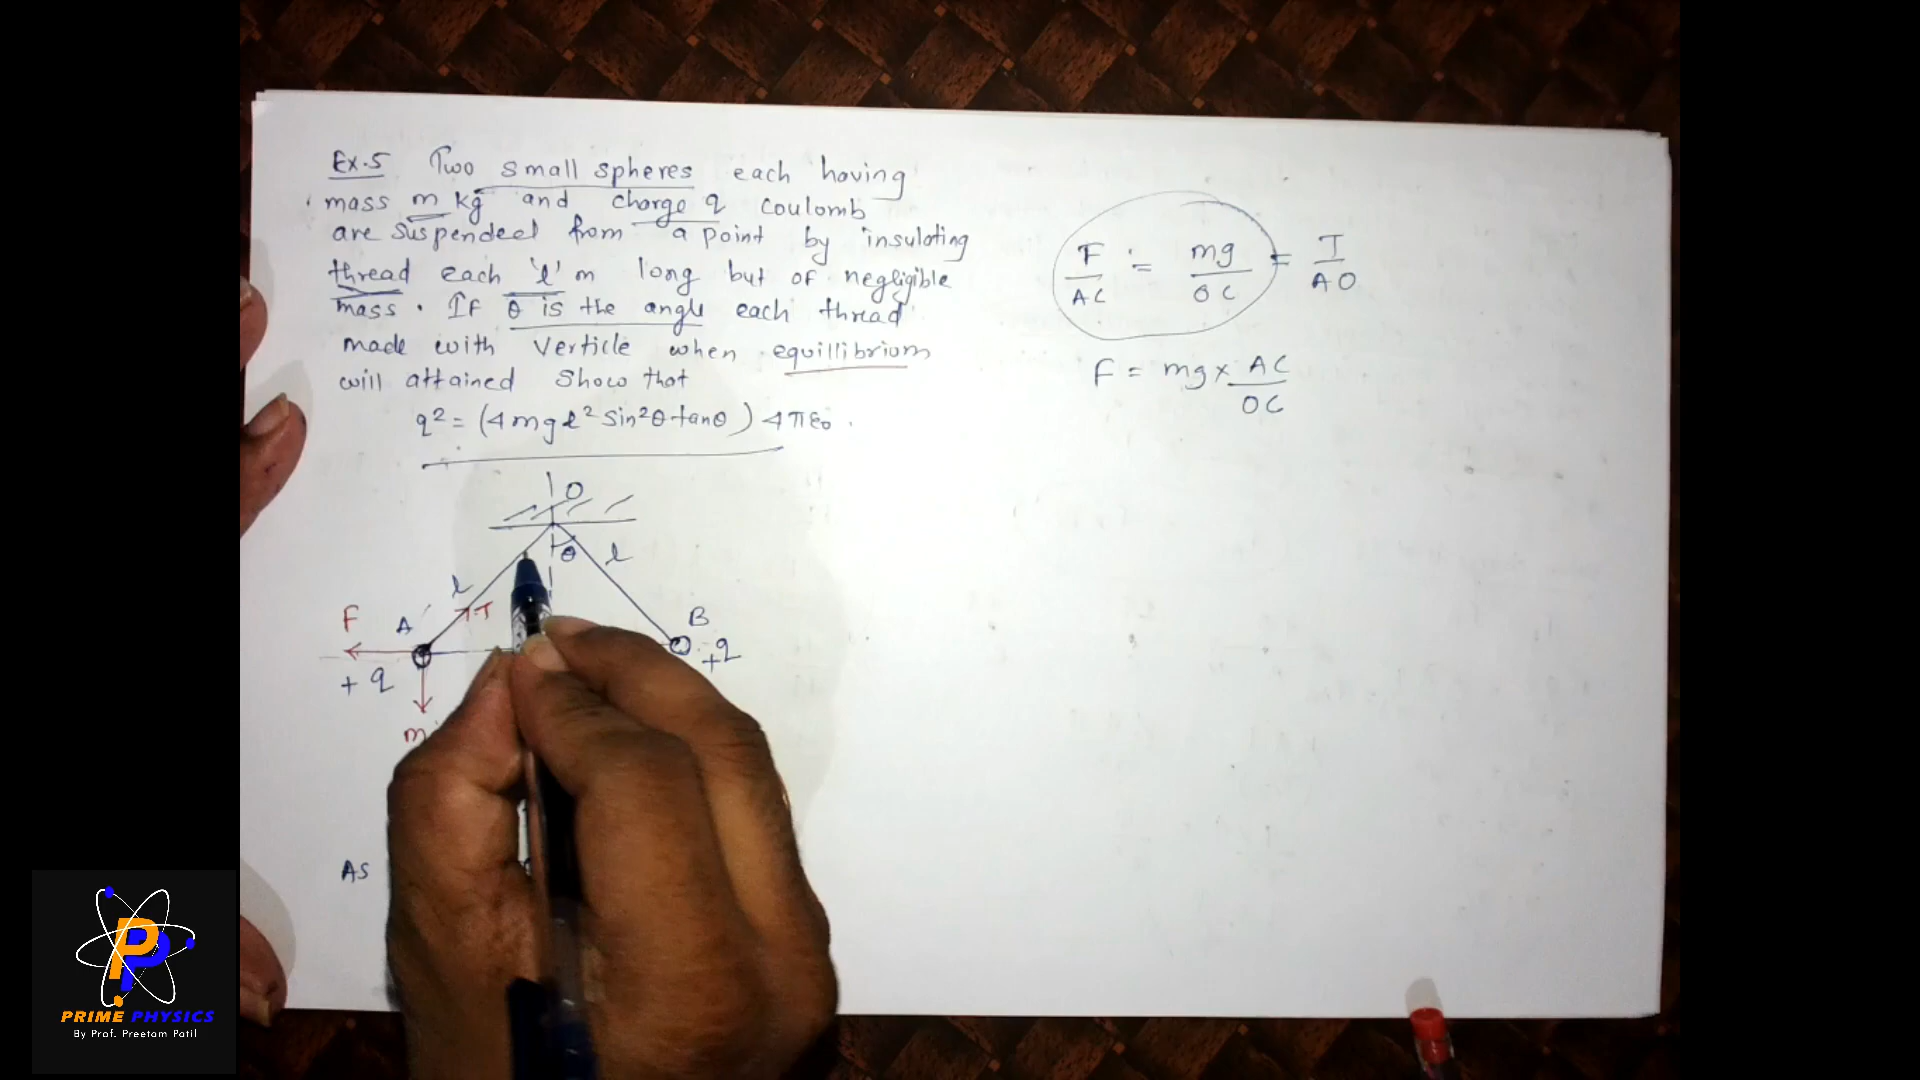 Ex.5 Two small spheres each having
mass m kg and charge q Coulomb
are suspended from a point by insulating
thread each 'l' m long but of negligible
mass. If θ is the angle each thread
made with verticle when equillibrium
will attained Show that
q² = (4mgl² sin²θ tanθ) 4πε₀.
O
θ
l
l
T
F
A
B
+q
+q
m
As
F/AC = mg/OC = T/AO
F = mg × AC/OC
PP
PRIME PHYSICS
By Prof. Preetam Patil